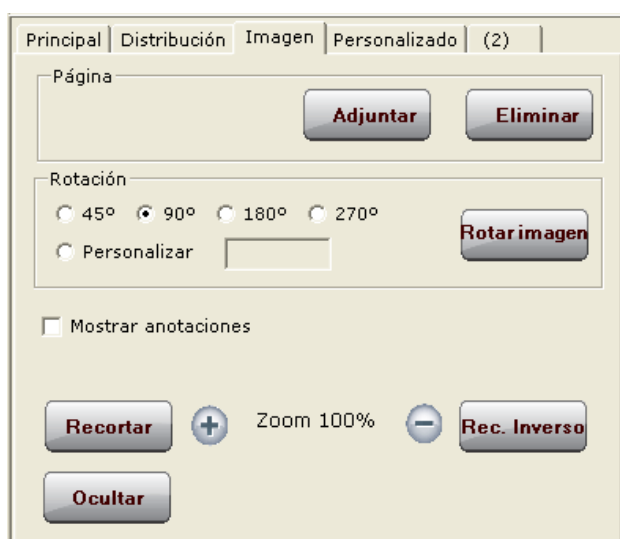 Principal Distribución Imagen Personalizado (2)
Página
Adjuntar Eliminar
Rotación
45º 90º 180º 270º
Rotar imagen
Personalizar
Mostrar anotaciones
Recortar Zoom 100% Rec. Inverso
Ocultar